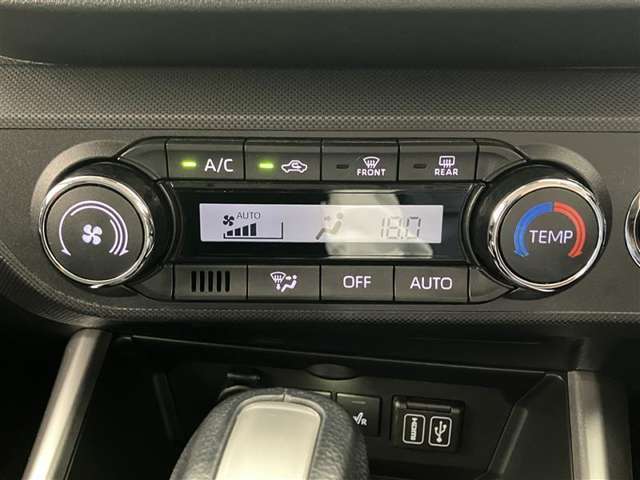 A/C
FRONT
REAR
AUTO
18.0
TEMP
OFF
AUTO
HDMI